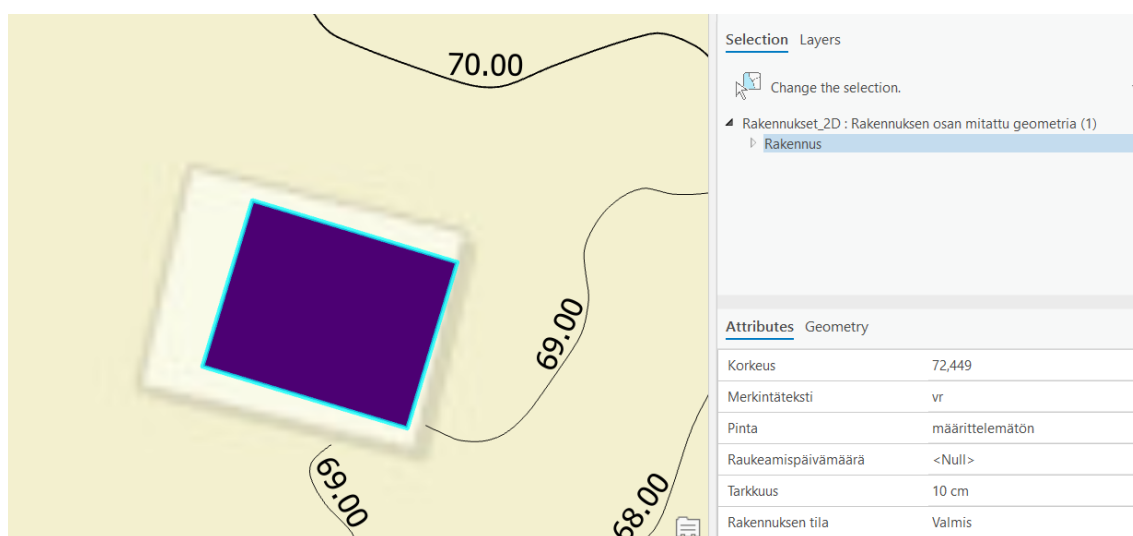 70.00
69.00
69.00
68.00
Selection Layers
Change the selection.
Rakennukset_2D : Rakennuksen osan mitattu geometria (1)
Rakennus
Attributes Geometry
Korkeus 72,449
Merkintäteksti vr
Pinta määrittelemätön
Raukeamispäivämäärä <Null>
Tarkkuus 10 cm
Rakennuksen tila Valmis